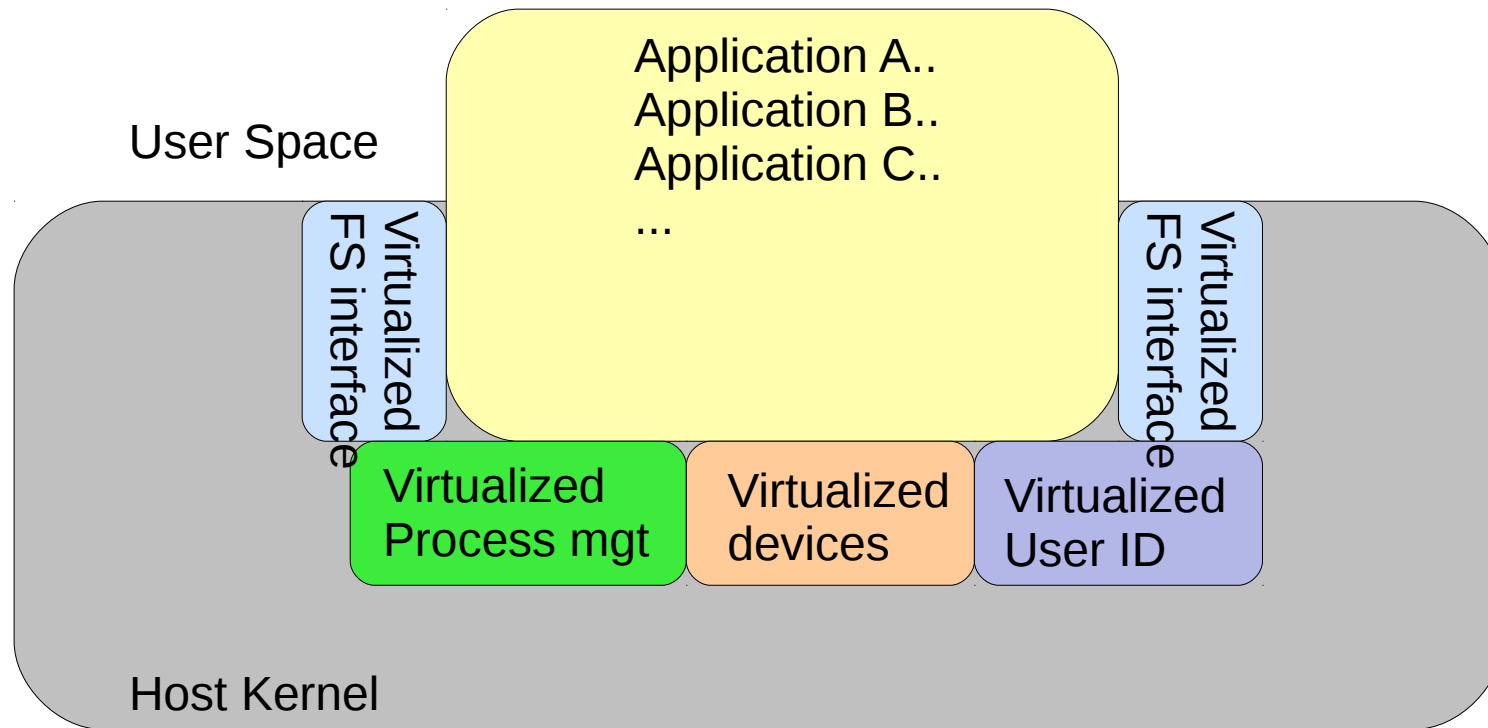 Application A..
Application B..
Application C..
...
User Space
Virtualized
FS interface
Virtualized
FS interface
Virtualized
Process mgt
Virtualized
devices
Virtualized
User ID
Host Kernel